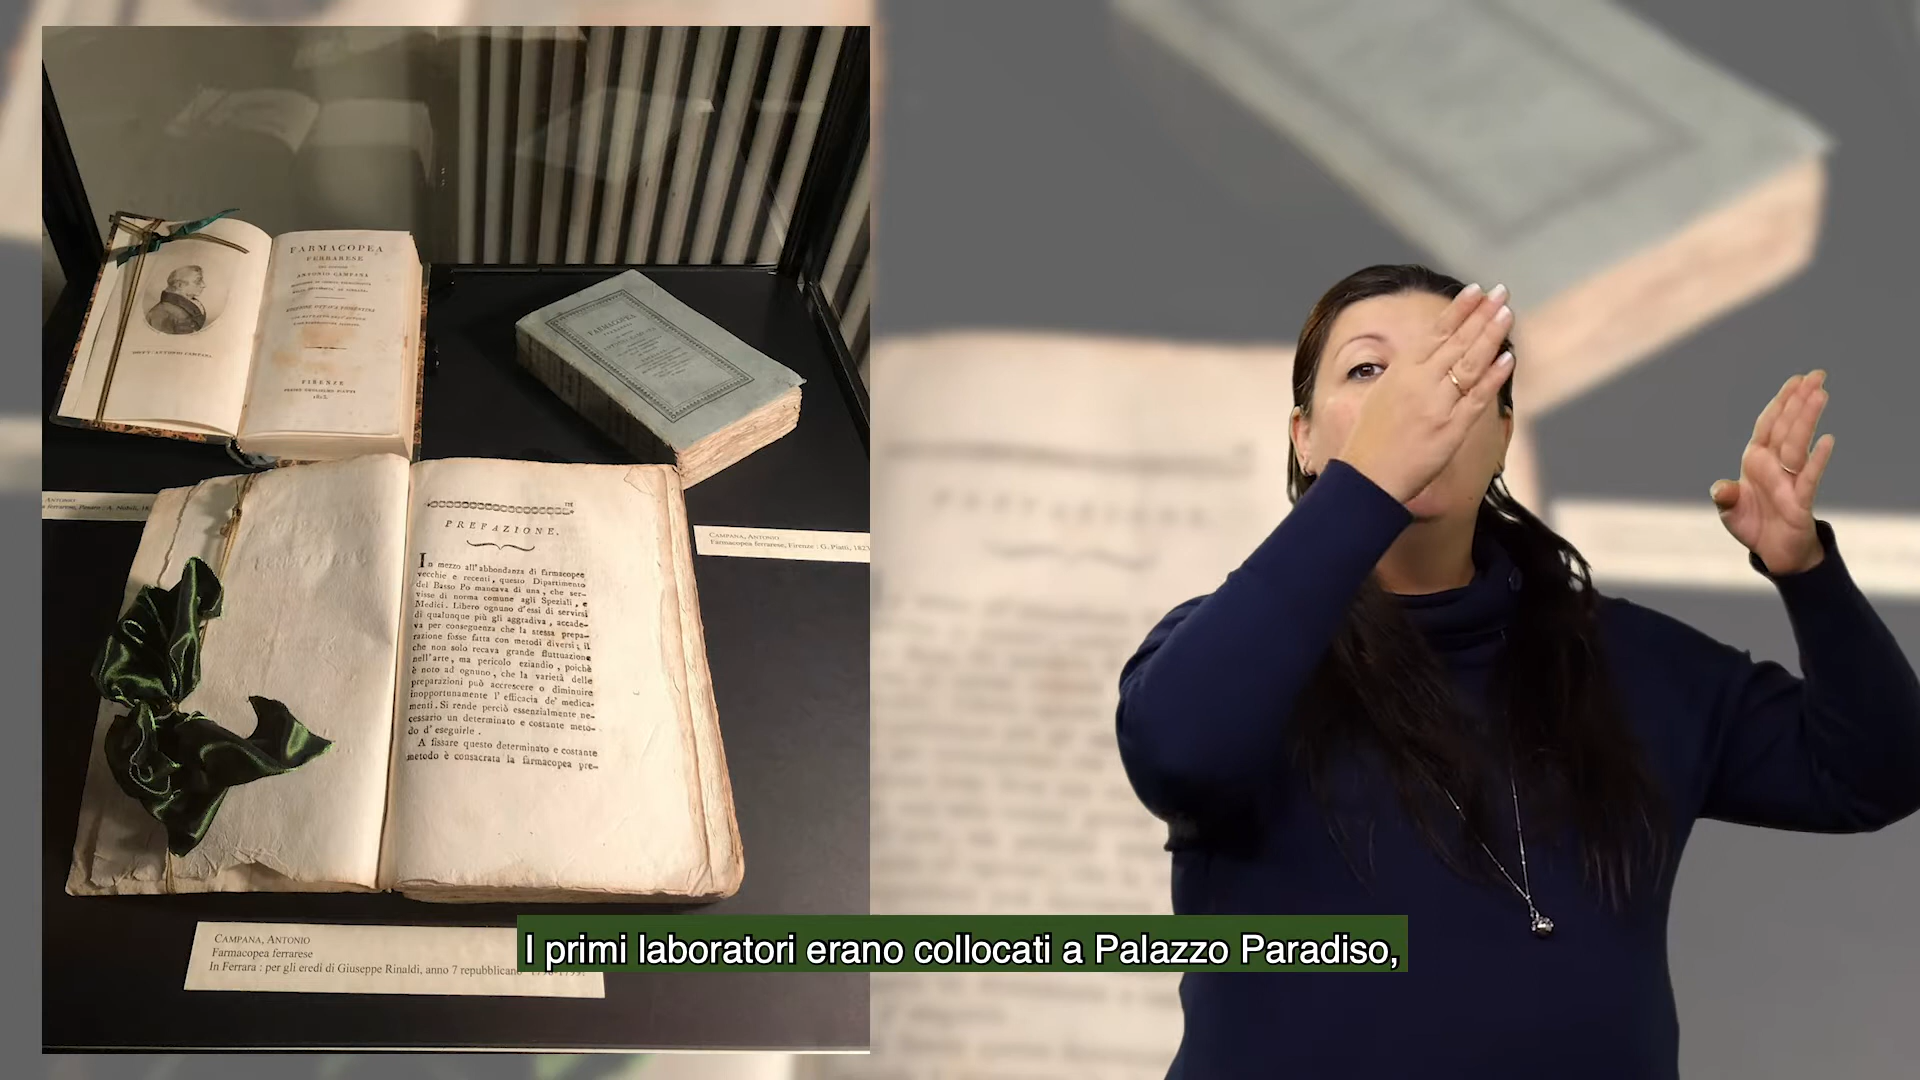 FARMACOPEA
FERRARESE
ANTONIO CAMPANA
FIRENZE
1823.
DOTT. ANTONIO CAMPANA
FARMACOPEA
ANTONIO
CAMPANA, ANTONIO
Farmacopea ferrarese, Firenze : G. Piatti, 1823
PREFAZIONE.
In mezzo all'abbondanza di farmacopee
vecchie e recenti, questo Dipartimento
del Basso Po mancava di una, che ser-
visse di norma comune agli Speziali, e
Medici. Libero ognuno d'essi di servirsi
di qualunque più gli aggradiva, accade-
va per conseguenza che la stessa prepa-
razione fosse fatta con metodi diversi; il
che non solo recava grande fluttuazione
nell'arte, ma pericolo eziandio, poichè
è noto ad ognuno, che la varietà delle
preparazioni può accrescere o diminuire
inopportunamente l'efficacia de' medica-
menti. Si rende perciò essenzialmente ne-
cessario un determinato e costante meto-
do d'eseguirle.
A fissare questo determinato e costante
metodo è consacrata la farmacopea pre-
CAMPANA, ANTONIO
Farmacopea ferrarese
In Ferrara : per gli eredi di Giuseppe Rinaldi, anno 7 repubblicano
I primi laboratori erano collocati a Palazzo Paradiso,